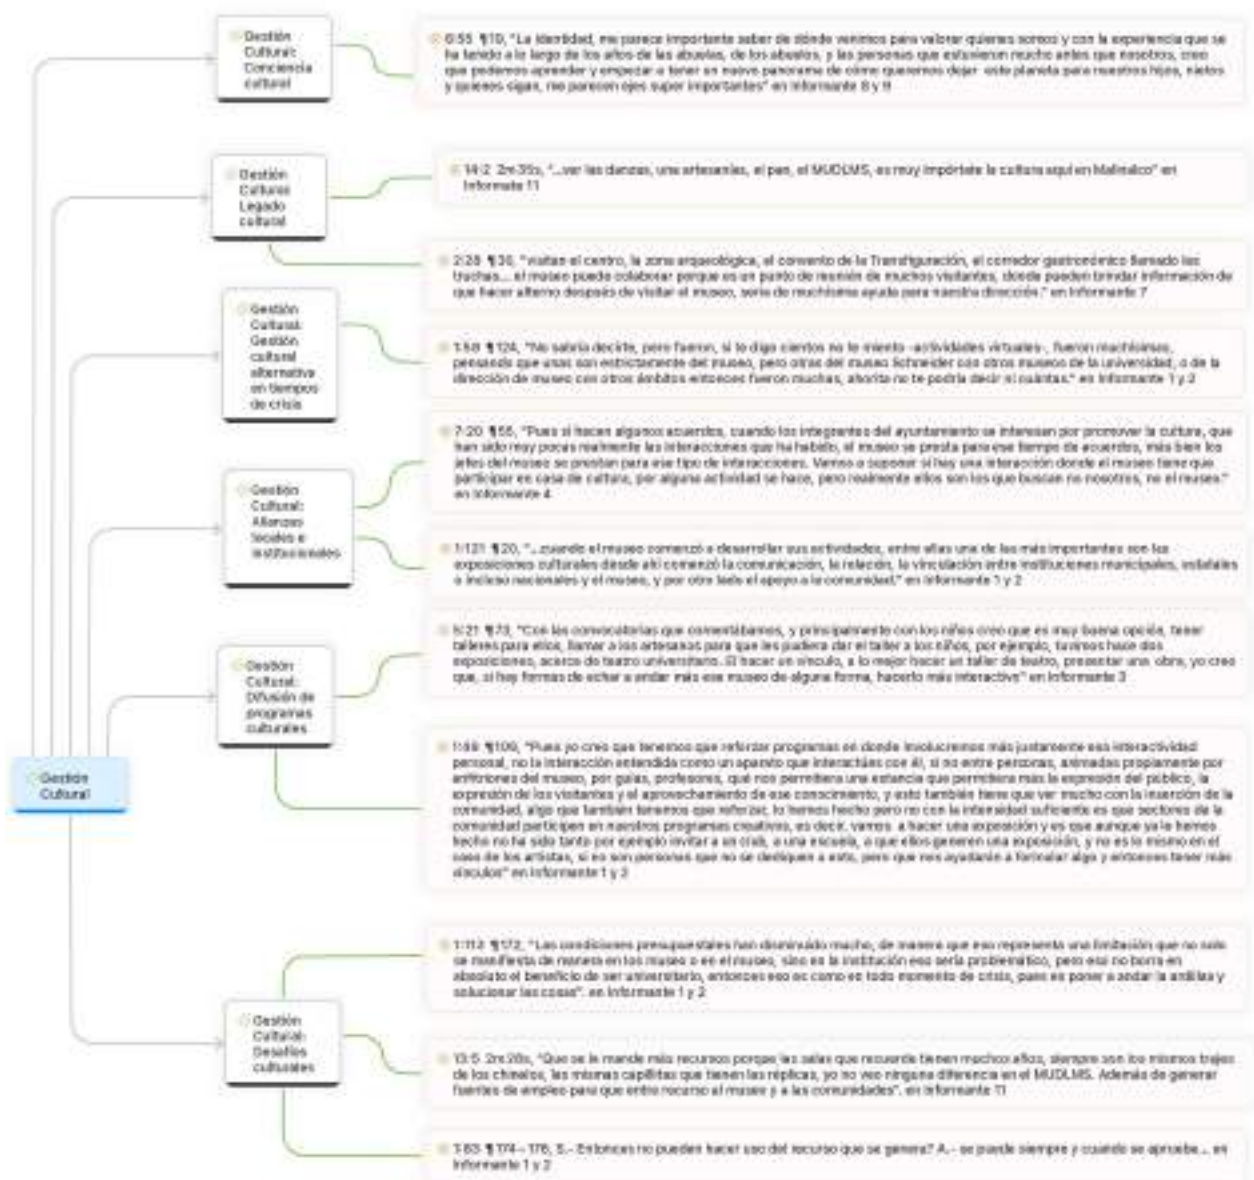 Gestión
Cultural:
Conciencia
cultural
6:55 ¶10, "La identidad, me parece importante saber de dónde venimos para valorar quienes somos y con la experiencia que se
ha tenido a lo largo de los años de las abuelas, de los abuelos, y las personas que estuvieron mucho antes que nosotros, creo
que podemos aprender y empezar a tener un nuevo panorama de cómo queremos dejar este planeta para nuestros hijos, nietos
y quienes sigan, me parecen ejes super importantes" en Informante 8 y 9
Gestión
Cultural:
Legado
cultural
14:2 2m35s, "...ver las danzas, una artesanías, el pan, el MUDLMS, es muy impórtate la cultura aquí en Malinalco" en
Informate 11
2:28 ¶36, "visitan el centro, la zona arqueológica, el convento de la Transfiguración, el corredor gastronómico llamado las
truchas... el museo puede colaborar porque es un punto de reunión de muchos visitantes, donde pueden brindar información de
que hacer alterno después de visitar el museo, sería de muchísima ayuda para nuestra dirección." en Informante 7
Gestión
Cultural:
Gestión
cultural
alternativa
en tiempos
de crisis
1:58 ¶124, "No sabría decirte, pero fueron, si te digo cientos no te miento -actividades virtuales-, fueron muchísimas,
pensando que unas son estrictamente del museo, pero otras del museo Schneider con otros museos de la universidad, o de la
dirección de museo con otros ámbitos entonces fueron muchas, ahorita no te podría decir ni cuántas." en Informante 1 y 2
Gestión
Cultural:
Alianzas
locales e
institucionales
7:20 ¶55, "Pues si hacen algunos acuerdos, cuando los integrantes del ayuntamiento se interesan por promover la cultura, que
han sido muy pocas realmente las interacciones que ha habido, el museo se presta para ese tiempo de acuerdos, más bien los
jefes del museo se prestan para ese tipo de interacciones. Vamos a suponer si hay una interacción donde el museo tiene que
participar en casa de cultura, por alguna actividad se hace, pero realmente ellos son los que buscan no nosotros, no el museo."
en Informante 4
1:121 ¶20, "...cuando el museo comenzó a desarrollar sus actividades, entre ellas una de las más importantes son las
exposiciones culturales desde ahí comenzó la comunicación, la relación, la vinculación entre instituciones municipales, estatales
o incluso nacionales y el museo, y por otro lado el apoyo a la comunidad." en Informante 1 y 2
Gestión
Cultural:
Difusión de
programas
culturales
5:21 ¶73, "Con las convocatorias que comentábamos, y principalmente con los niños creo que es muy buena opción, tener
talleres para ellos, llamar a los artesanos para que les pudiera dar el taller a los niños, por ejemplo, tuvimos hace dos
exposiciones, acerca de teatro universitario. El hacer un vínculo, a lo mejor hacer un taller de teatro, presentar una obra, yo creo
que, si hay formas de echar a andar más ese museo de alguna forma, hacerlo más interactivo" en Informante 3
¶109, "Pues yo creo que tenemos que reforzar programas en donde involucremos más justamente esa interactividad
personal, no la interacción entendida como un aparato que interactúas con él, si no entre personas, animadas propiamente por
anfitriones del museo, por guías, profesores, qué nos permitiera una estancia que permitiera más la expresión del público, la
expresión de los visitantes y el aprovechamiento de ese conocimiento, y esto también tiene que ver mucho con la inserción de la
comunidad, algo que también tenemos que reforzar, lo hemos hecho pero no con la intensidad suficiente es que sectores de la
comunidad participen en nuestros programas creativos, es decir, vamos a hacer una exposición y es que aunque ya lo hemos
hecho no ha sido tanto por ejemplo invitar a un club, a una escuela, a que ellos generen una exposición, y no es lo mismo en el
caso de los artistas, si no son personas que no se dediquen a esto, pero que nos ayudarán a formular algo y entonces tener más
vínculos" en Informante 1 y 2
Gestión
Cultural
Gestión
Cultural:
Desafíos
culturales
1:113 ¶172, "Las condiciones presupuestales han disminuido mucho, de manera que eso representa una limitación que no solo
se manifiesta de manera en los museo o en el museo, sino en la institución eso sería problemático, pero eso no borra en
absoluto el beneficio de ser universitario, entonces eso es como en todo momento de crisis, pues es poner a andar la ardilla y
solucionar las cosas". en Informante 1 y 2
13:5 2m28s, "Que se le mande más recursos porque las salas que recuerde tienen muchos años, siempre son los mismos trajes
de los chinelos, las mismas capillitas que tienen las réplicas, yo no veo ninguna diferencia en el MUDLMS. Además de generar
fuentes de empleo para que entre recurso al museo y a las comunidades". en Informante 11
1:83 ¶174 – 176, S.- Entonces no pueden hacer uso del recurso que se genera? A.- se puede siempre y cuando se apruebe... en
Informante 1 y 2